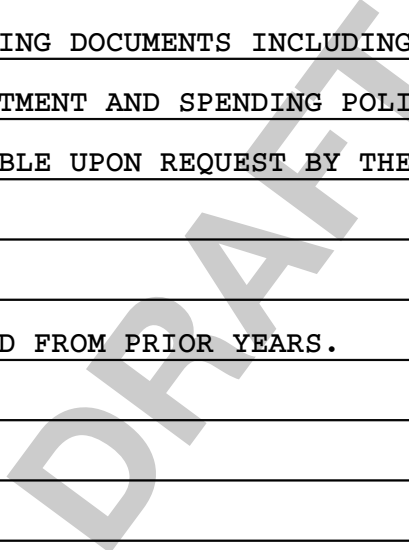 ING DOCUMENTS INCLUDING
TMENT AND SPENDING POLI
BLE UPON REQUEST BY THE
D FROM PRIOR YEARS.
DRAFT